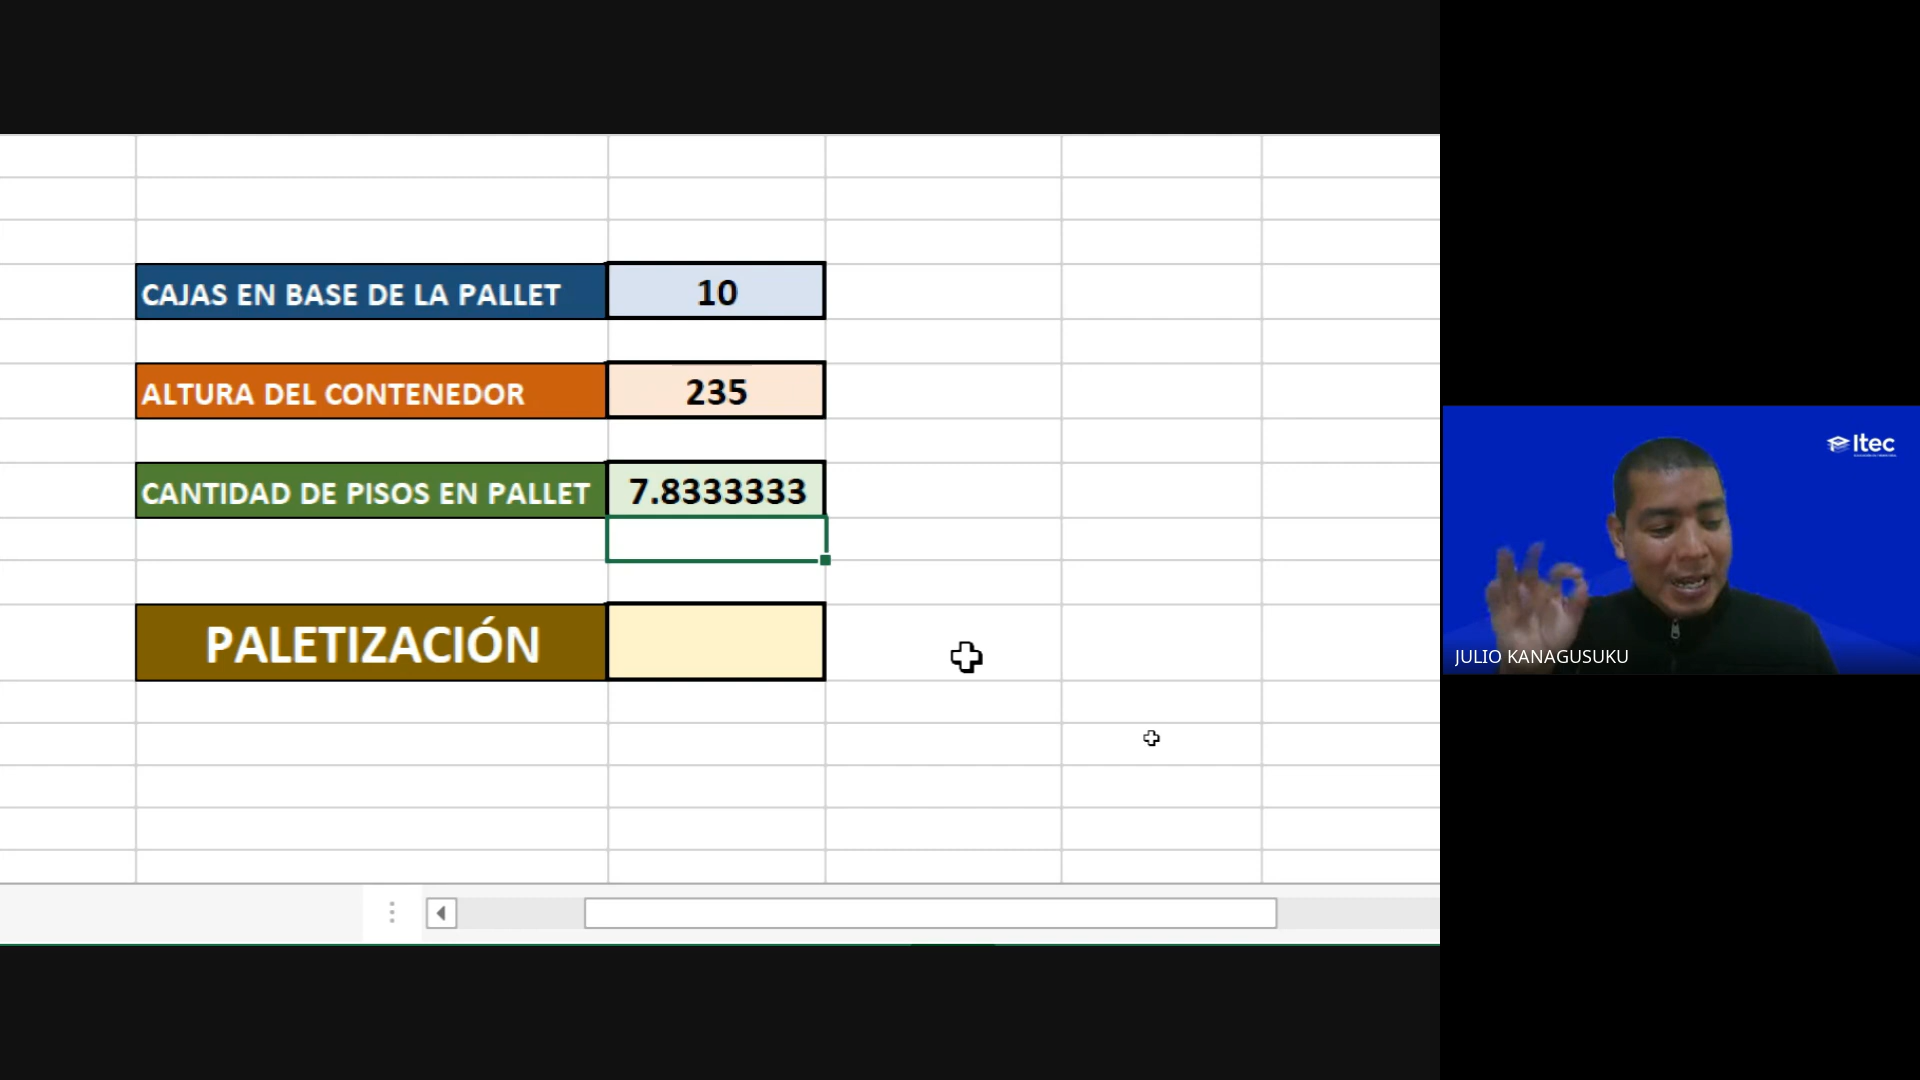 CAJAS EN BASE DE LA PALLET 10
ALTURA DEL CONTENEDOR 235
CANTIDAD DE PISOS EN PALLET 7.8333333
PALETIZACIÓN
Itec
JULIO KANAGUSUKU